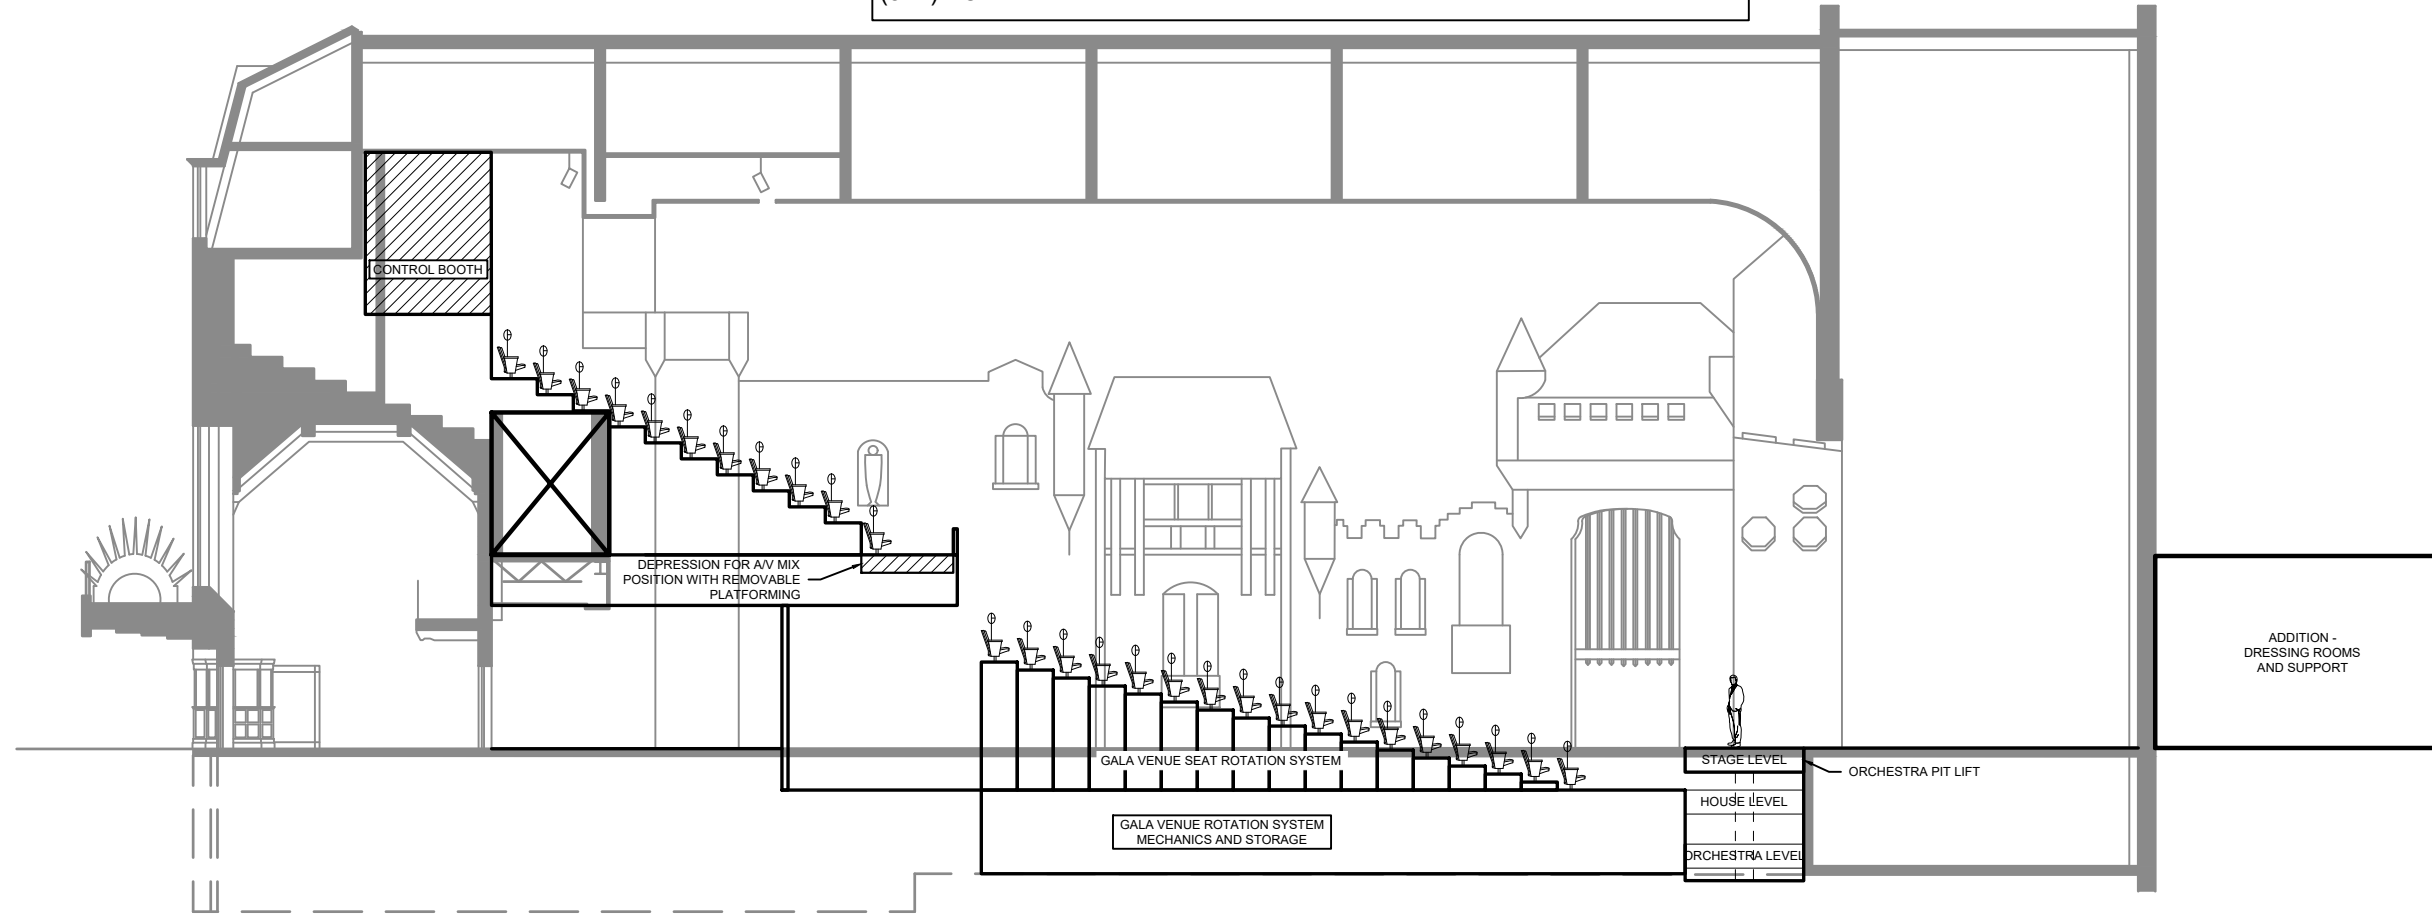 CONTROL BOOTH
DEPRESSION FOR A/V MIX
POSITION WITH REMOVABLE
PLATFORMING
GALA VENUE SEAT ROTATION SYSTEM
GALA VENUE ROTATION SYSTEM
MECHANICS AND STORAGE
STAGE LEVEL
HOUSE LEVEL
ORCHESTRA LEVEL
ORCHESTRA PIT LIFT
ADDITION -
DRESSING ROOMS
AND SUPPORT